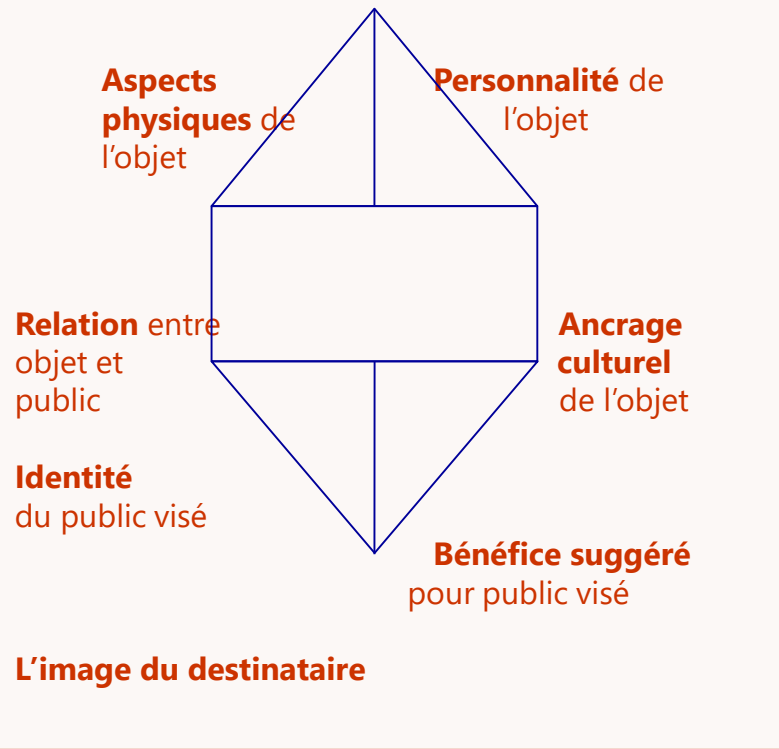 Aspects
physiques de
l’objet
Personnalité de
l’objet
Relation entre
objet et
public
Ancrage
culturel
de l’objet
Identité
du public visé
Bénéfice suggéré
pour public visé
L’image du destinataire